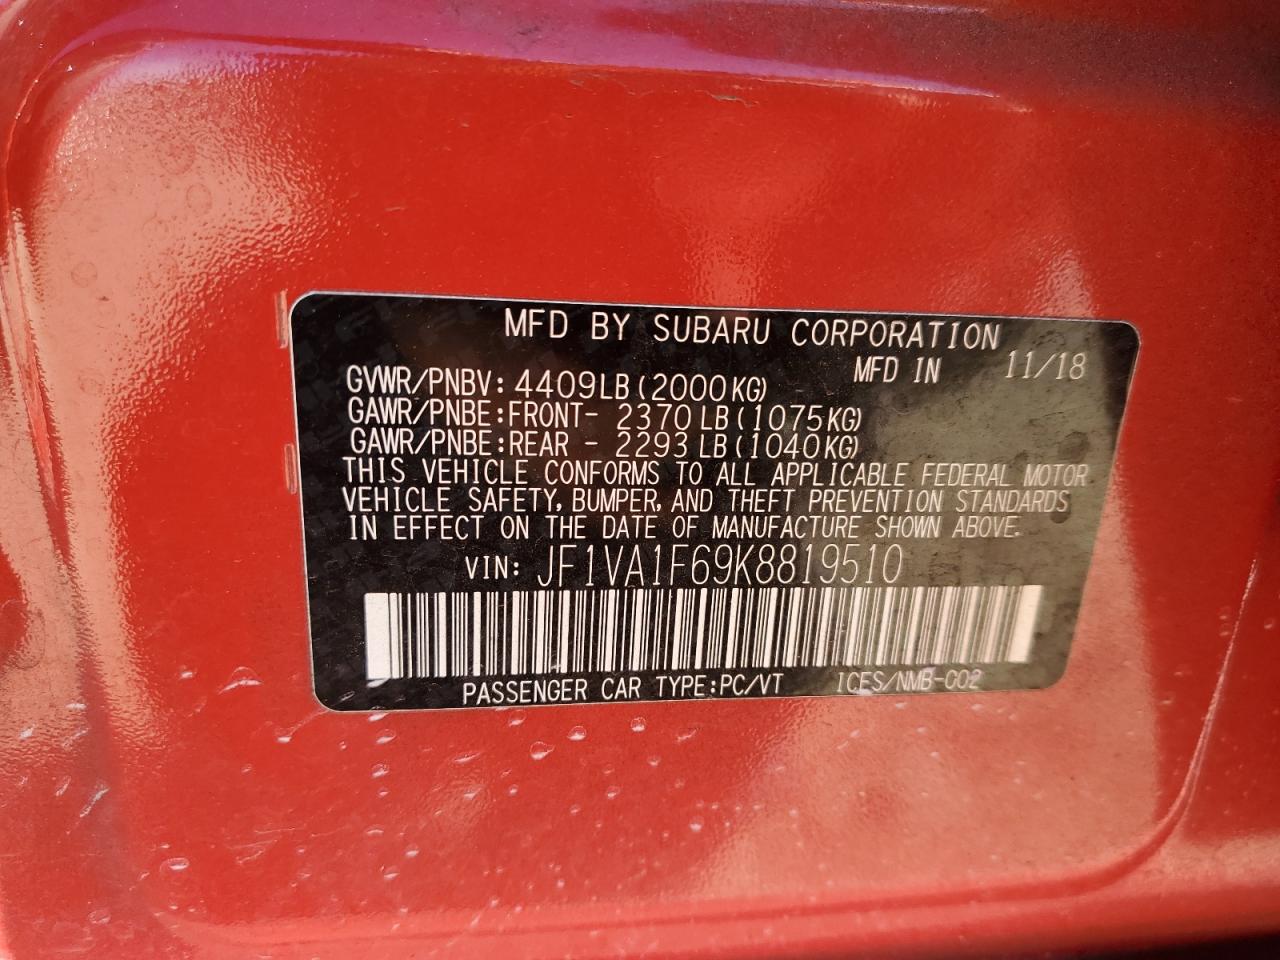 MFD BY SUBARU CORPORATION
MFD IN 11/18
GVWR/PNBV: 4409LB(2000KG)
GAWR/PNBE:FRONT- 2370LB(1075KG)
GAWR/PNBE:REAR - 2293LB(1040KG)
THIS VEHICLE CONFORMS TO ALL APPLICABLE FEDERAL MOTOR
VEHICLE SAFETY, BUMPER, AND THEFT PREVENTION STANDARDS
IN EFFECT ON THE DATE OF MANUFACTURE SHOWN ABOVE.
VIN: JF1VA1F69K8819510
PASSENGER CAR TYPE:PC/VT ICES/NMB-002